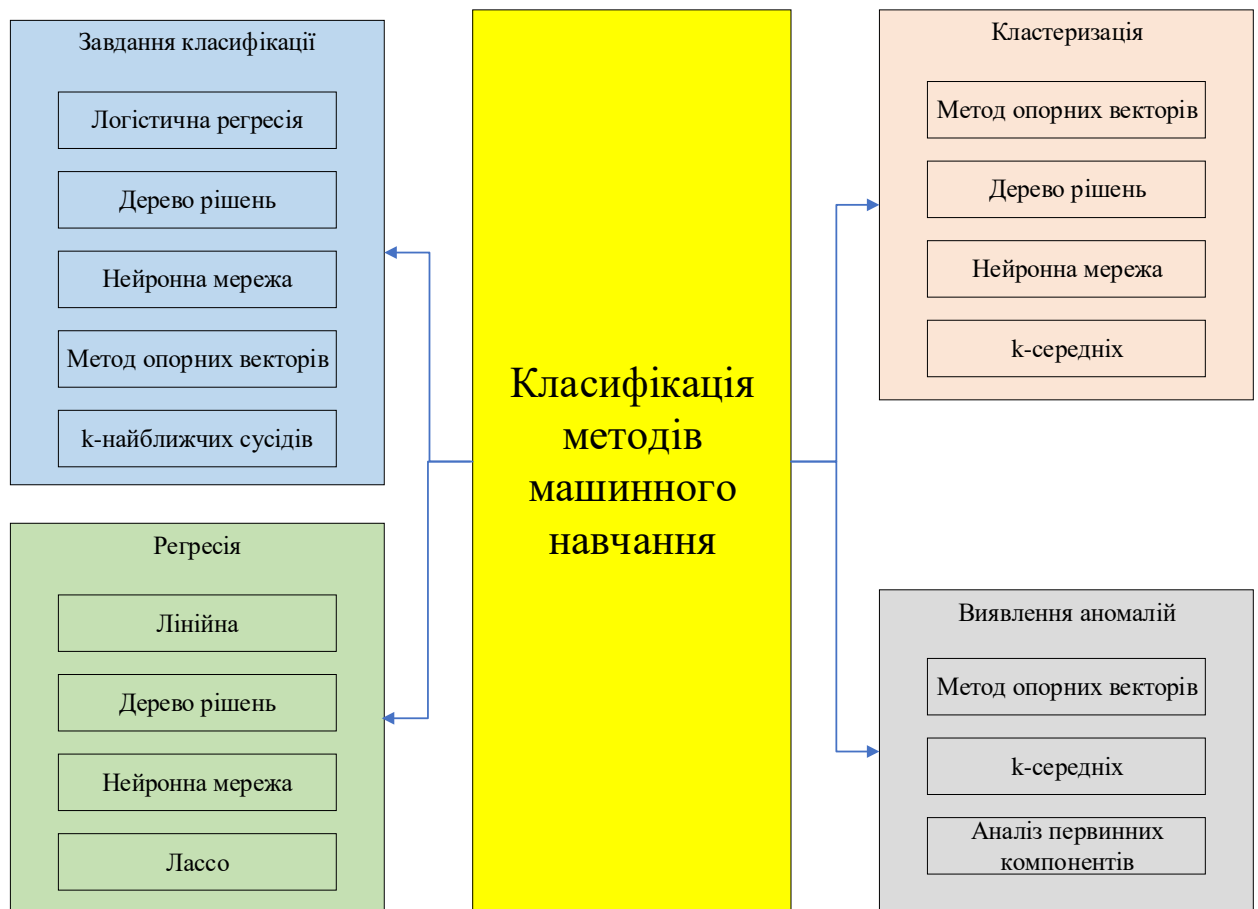 Завдання класифікації
Логістична регресія
Дерево рішень
Нейронна мережа
Метод опорних векторів
k-найближчих сусідів
Регресія
Лінійна
Дерево рішень
Нейронна мережа
Лассо
Класифікація
методів
машинного
навчання
Кластеризація
Метод опорних векторів
Дерево рішень
Нейронна мережа
k-середніх
Виявлення аномалій
Метод опорних векторів
k-середніх
Аналіз первинних
компонентів